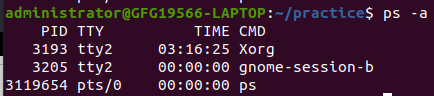 administrator@GFG19566-LAPTOP:~/practice$ ps -a
    PID TTY          TIME CMD
   3193 tty2     03:16:25 Xorg
   3205 tty2     00:00:00 gnome-session-b
3119654 pts/0    00:00:00 ps